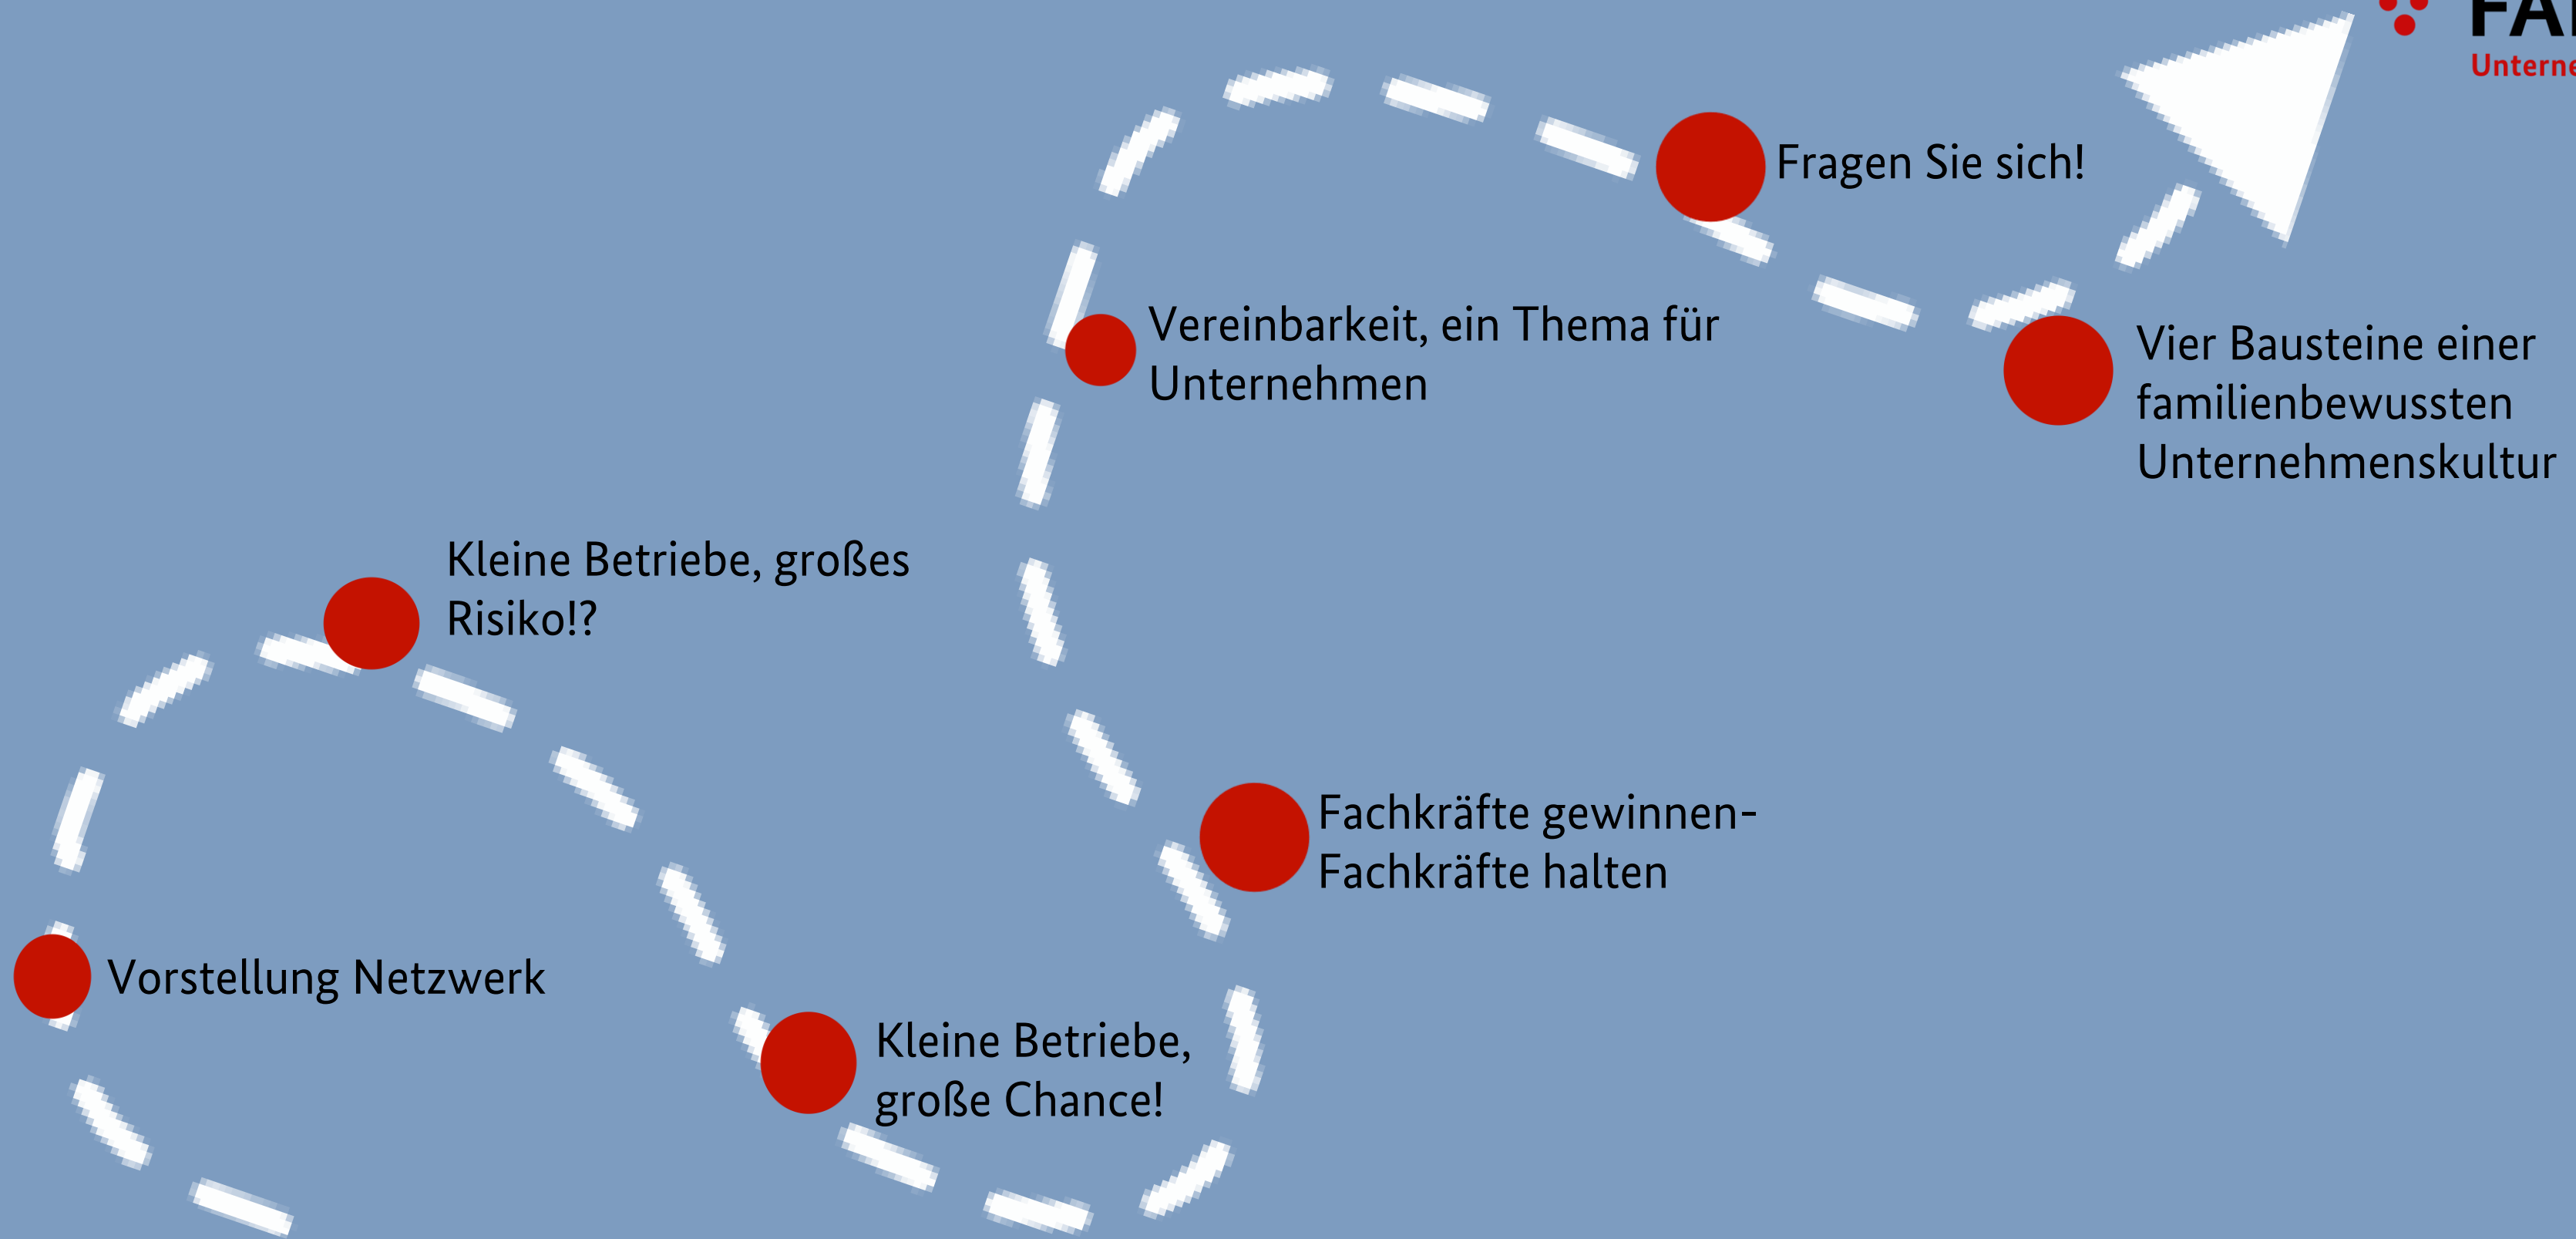 Fragen Sie sich!
Vereinbarkeit, ein Thema für
Unternehmen
Vier Bausteine einer
familienbewussten
Unternehmenskultur
Kleine Betriebe, großes
Risiko!?
Fachkräfte gewinnen-
Fachkräfte halten
Vorstellung Netzwerk
Kleine Betriebe,
große Chance!